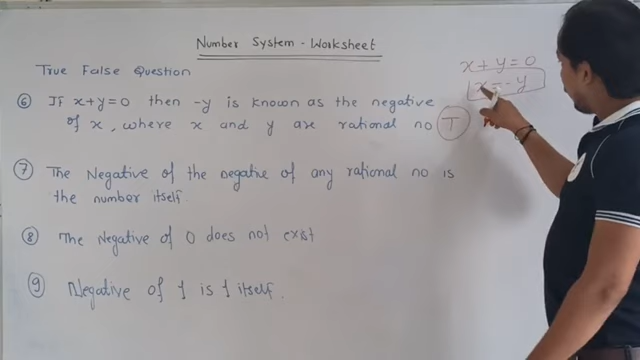 Number System - Worksheet
True False Question
x + y = 0
x = - y
⑥ If x+y=0 then -y is known as the negative
of x, where x and y are rational no T
⑦ The Negative of the negative of any rational no is
the number itself.
⑧ The Negative of 0 does not exist
⑨ Negative of 1 is 1 itself.